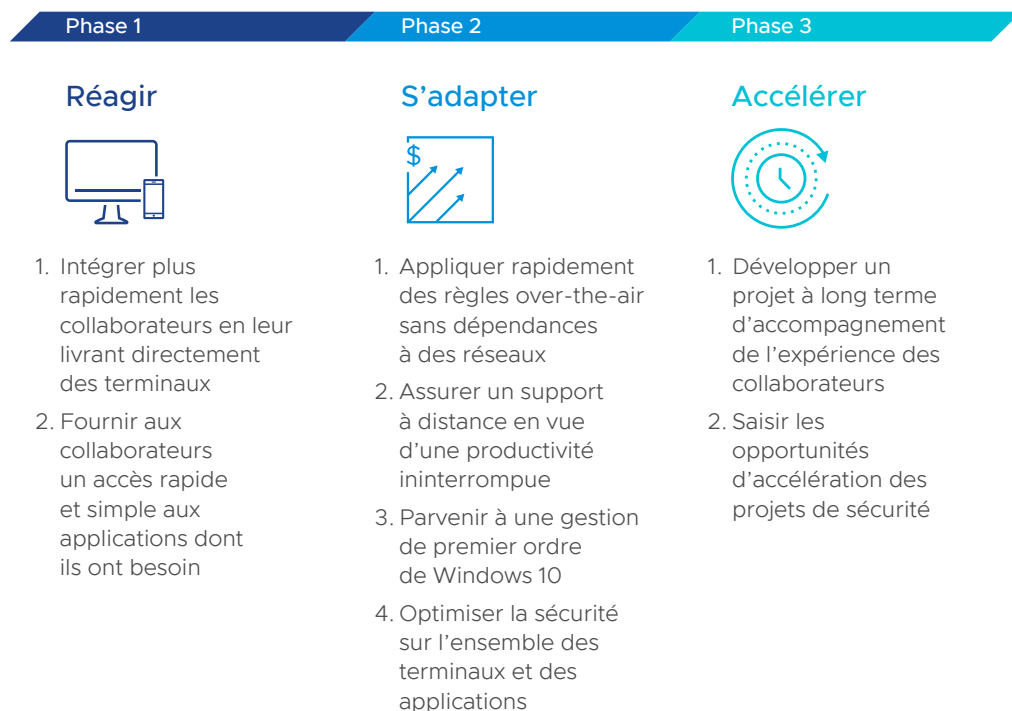 Phase 1
Phase 2
Phase 3
Réagir
S’adapter
Accélérer
$
1. Intégrer plus
rapidement les
collaborateurs en leur
livrant directement
des terminaux
2. Fournir aux
collaborateurs
un accès rapide
et simple aux
applications dont
ils ont besoin
1. Appliquer rapidement
des règles over-the-air
sans dépendances
à des réseaux
2. Assurer un support
à distance en vue
d’une productivité
ininterrompue
3. Parvenir à une gestion
de premier ordre
de Windows 10
4. Optimiser la sécurité
sur l’ensemble des
terminaux et des
applications
1. Développer un
projet à long terme
d’accompagnement
de l’expérience des
collaborateurs
2. Saisir les
opportunités
d’accélération des
projets de sécurité